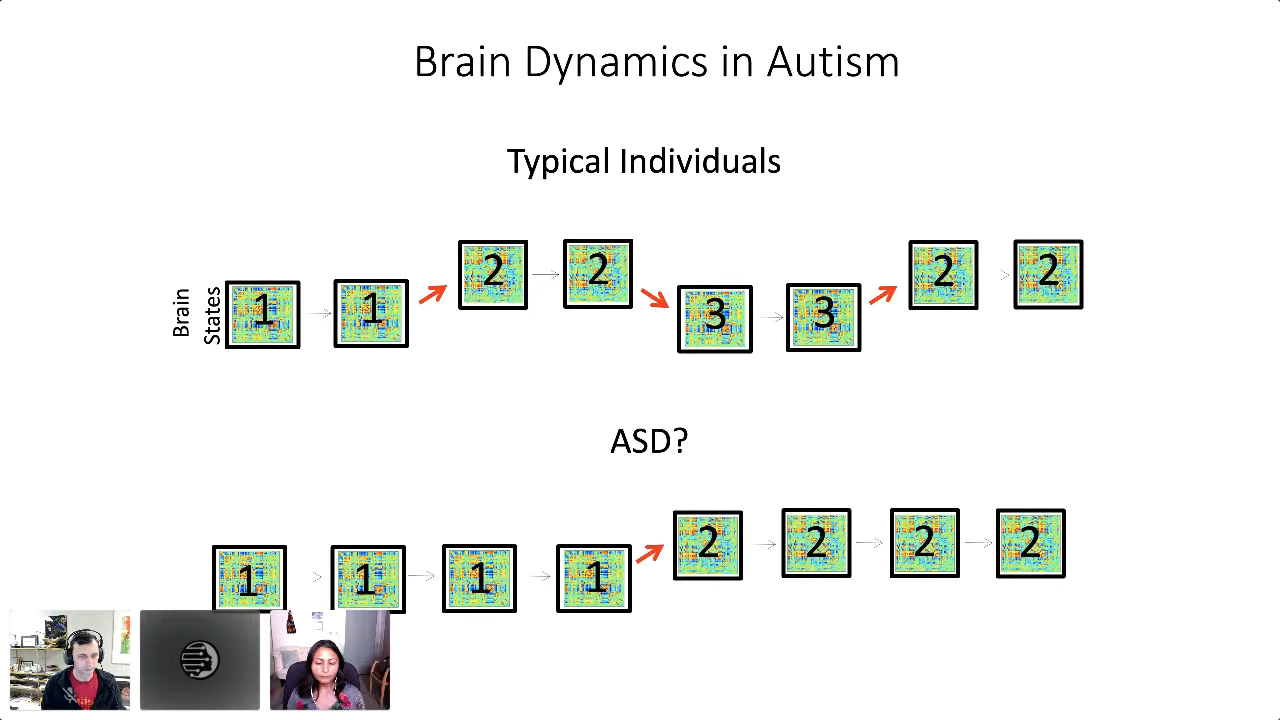 Brain Dynamics in Autism
Typical Individuals
Brain
States
1 1 2 2 3 3 2 2
ASD?
1 1 1 1 2 2 2 2